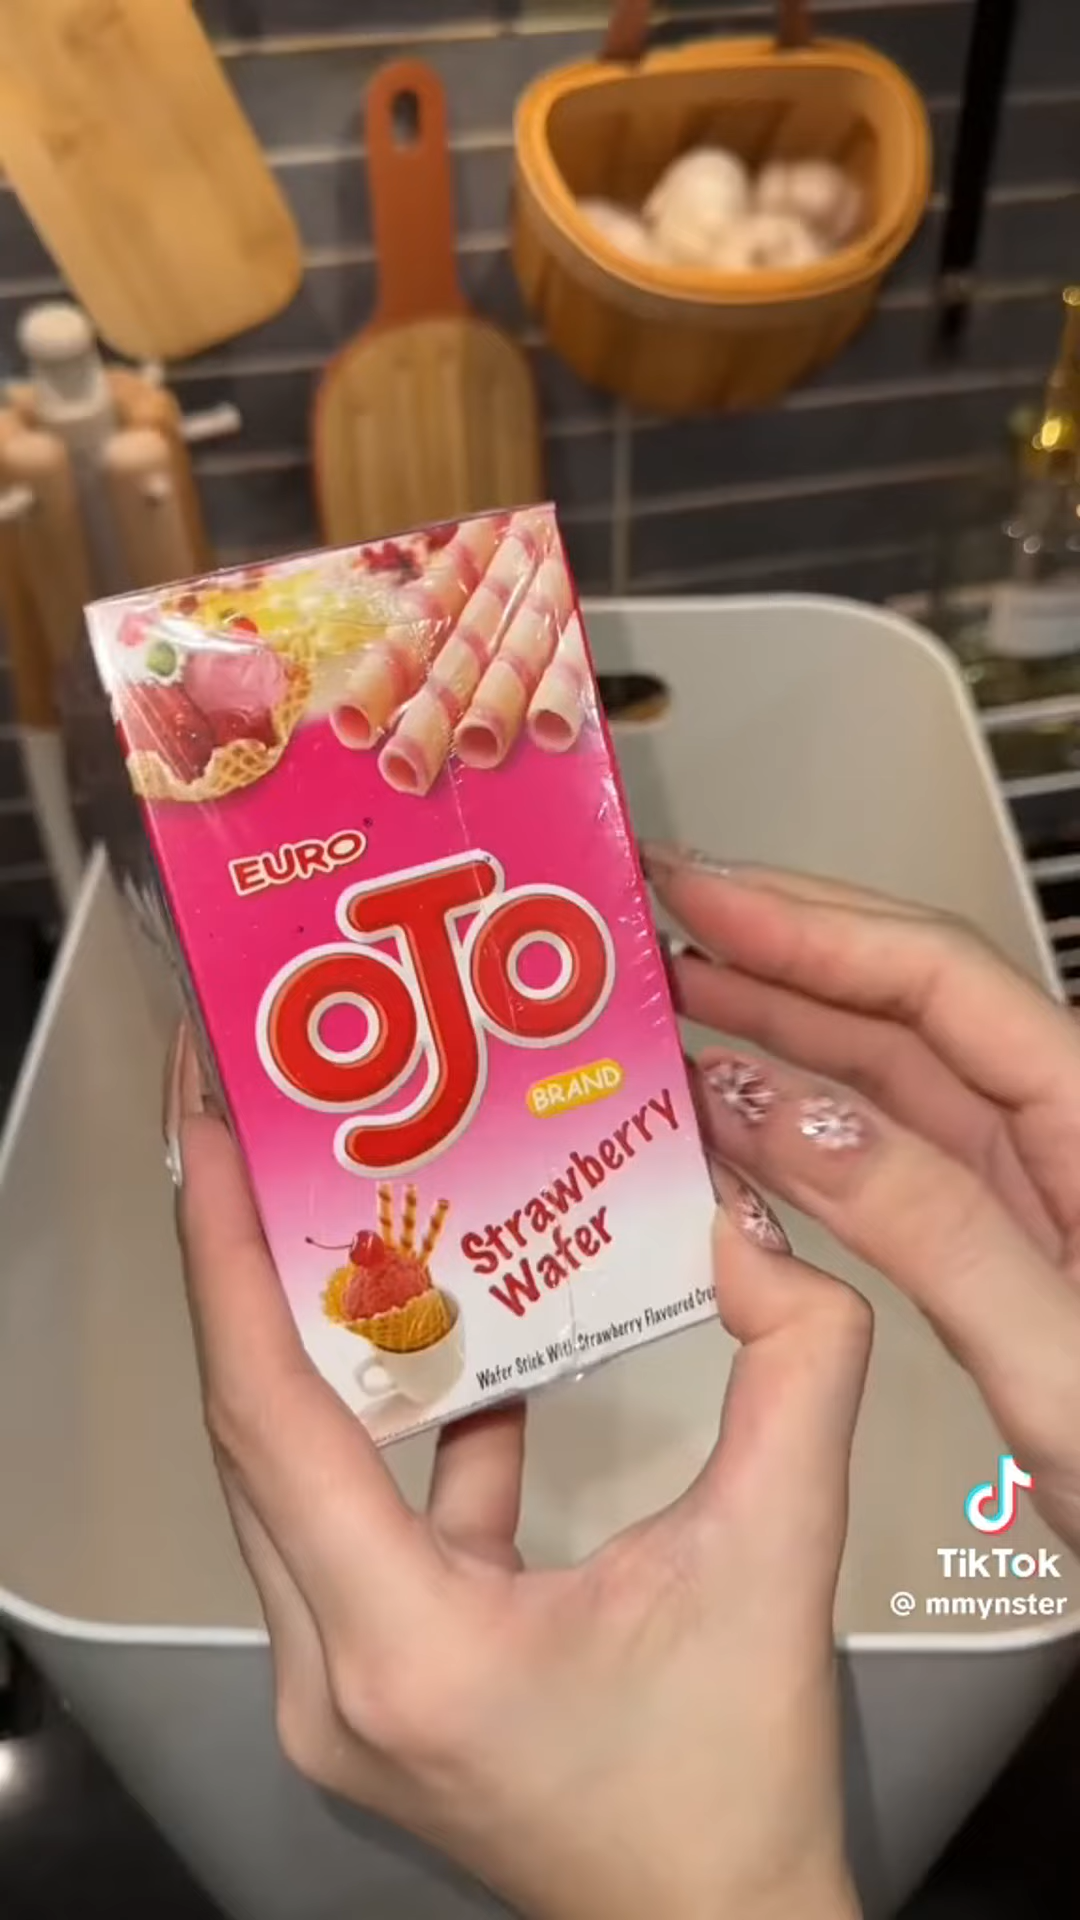 EURO
oJo
BRAND
Strawberry
Wafer
Wafer Stick With Strawberry Flavoured
TikTok
@ mmynster